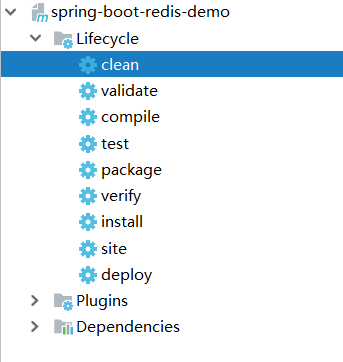 spring-boot-redis-demo
Lifecycle
clean
validate
compile
test
package
verify
install
site
deploy
Plugins
Dependencies